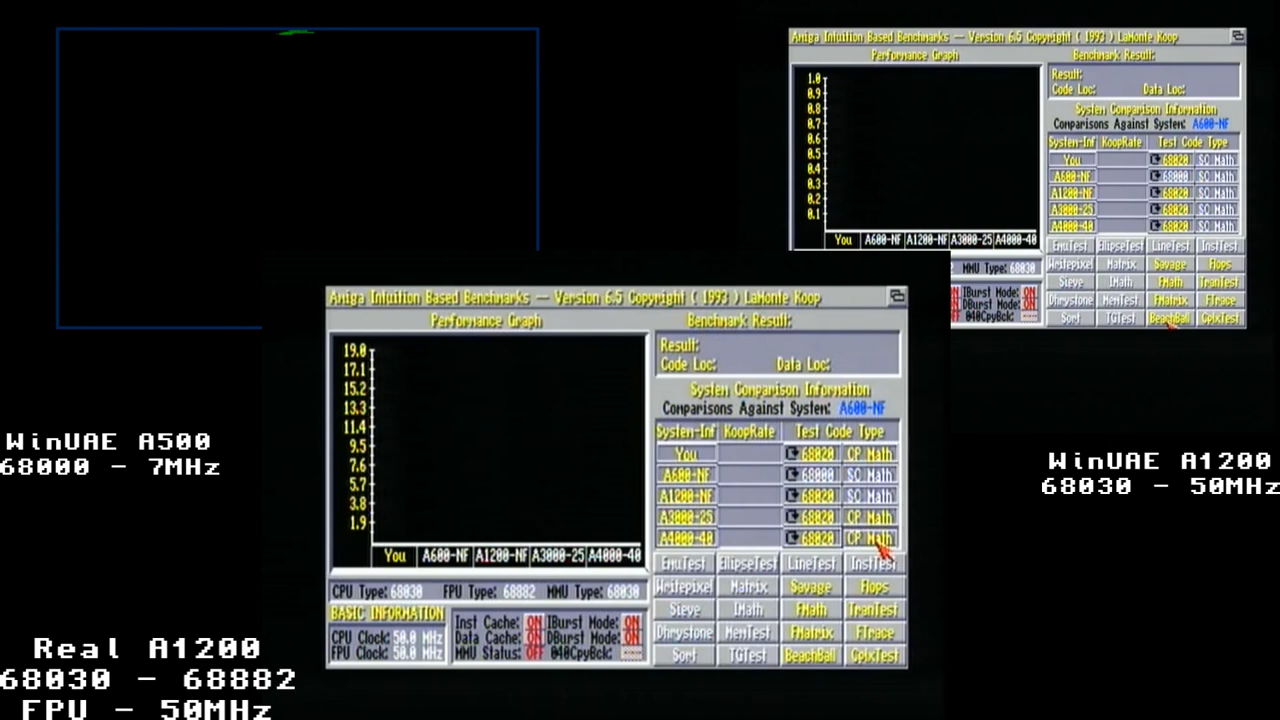 Amiga Intuition Based Benchmarks — Version 6.5 Copyright ( 1993 ) LaMonte Koop
Performance Graph
Benchmark Result:
Result:
Code Loc: Data Loc:
System Comparison Information
Comparisons Against System: A600-NF
System-Inf KoopRate Test Code Type
You 68020 SC Math
A600-NF 68000 SC Math
A1200-NF 68020 SC Math
A3000-25 68020 SC Math
A4000-40 68020 SC Math
1.0
0.9
0.8
0.7
0.6
0.5
0.4
0.3
0.2
0.1
You A600-NF A1200-NF A3000-25 A4000-40
EmuTest EllipseTest LineTest InstTest
Writepixel Matrix Savage Flops
Sieve IMath FMath TranTest
Dhrystone MemTest FMatrix FTrace
Sort TGTest BeachBall CplxTest
MMU Type: 68030
IBurst Mode: ON
DBurst Mode: ON
040CpyBck: ----
Amiga Intuition Based Benchmarks — Version 6.5 Copyright ( 1993 ) LaMonte Koop
Performance Graph
Benchmark Result:
Result:
Code Loc: Data Loc:
System Comparison Information
Comparisons Against System: A600-NF
System-Inf KoopRate Test Code Type
You 68020 CP Math
A600-NF 68000 SC Math
A1200-NF 68020 SC Math
A3000-25 68020 CP Math
A4000-40 68020 CP Math
19.0
17.1
15.2
13.3
11.4
9.5
7.6
5.7
3.8
1.9
You A600-NF A1200-NF A3000-25 A4000-40
EmuTest EllipseTest LineTest InstTest
Writepixel Matrix Savage Flops
Sieve IMath FMath TranTest
Dhrystone MemTest FMatrix FTrace
Sort TGTest BeachBall CplxTest
CPU Type: 68030 FPU Type: 68882 MMU Type: 68030
BASIC INFORMATION
CPU Clock: 50.0 MHz
FPU Clock: 50.0 MHz
Inst Cache: ON IBurst Mode: ON
Data Cache: ON DBurst Mode: ON
MMU Status: OFF 040CpyBck: ----
WinUAE A500
68000 - 7MHz
WinUAE A1200
68030 - 50MHz
Real A1200
68030 - 68882
FPU - 50MHz